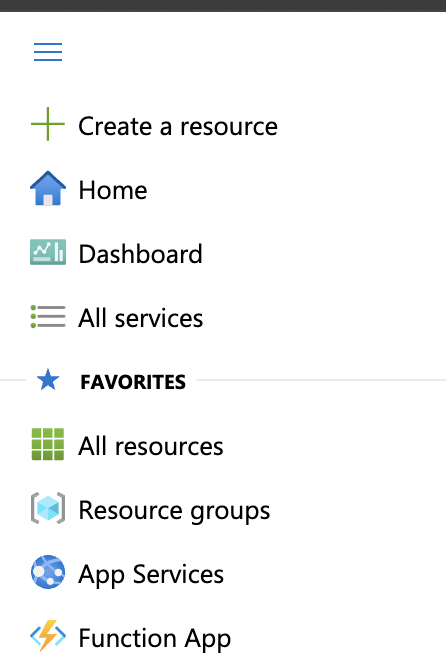 Create a resource
Home
Dashboard
All services
FAVORITES
All resources
Resource groups
App Services
Function App